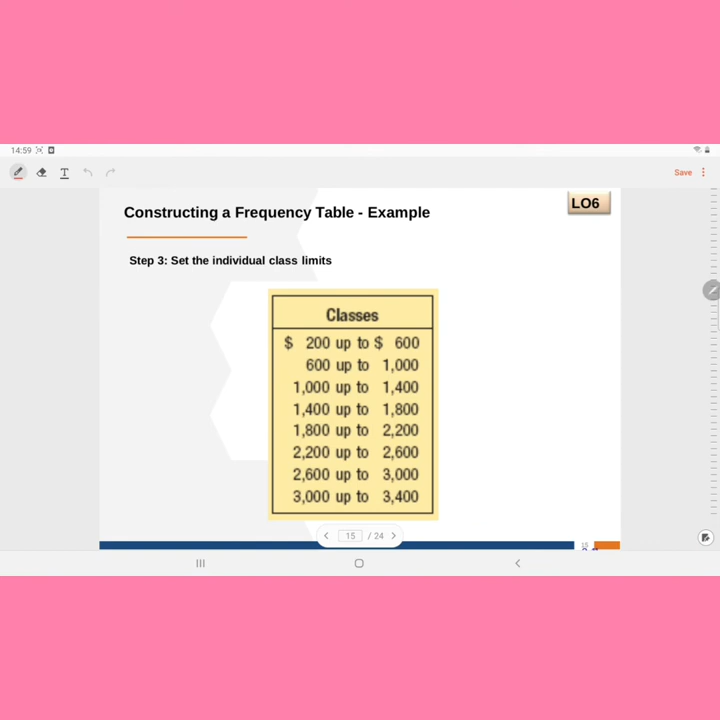 14:59
Save
Constructing a Frequency Table - Example
LO6
Step 3: Set the individual class limits
Classes
$ 200 up to $ 600
600 up to 1,000
1,000 up to 1,400
1,400 up to 1,800
1,800 up to 2,200
2,200 up to 2,600
2,600 up to 3,000
3,000 up to 3,400
15 / 24
15